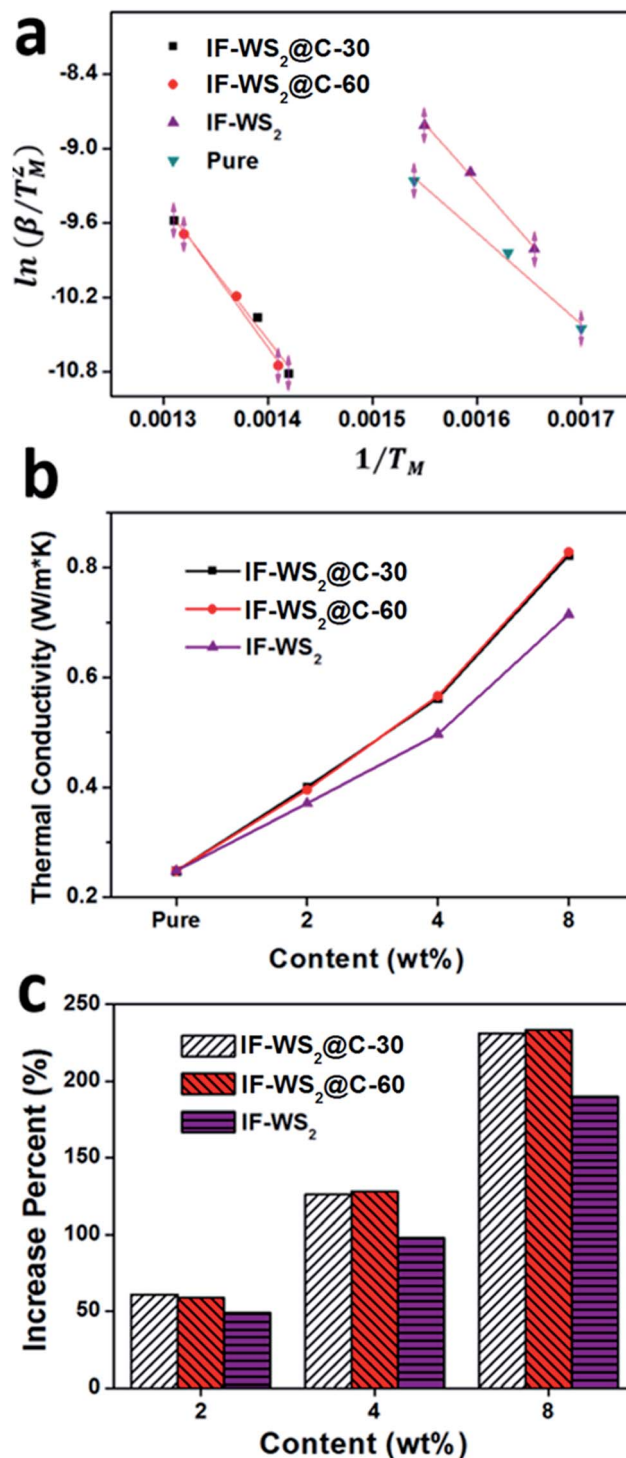 a
IF-WS₂@C-30
IF-WS₂@C-60
IF-WS₂
Pure
-8.4
-9.0
-9.6
-10.2
-10.8
ln (β/T_M^2)
0.0013 0.0014 0.0015 0.0016 0.0017
1/T_M
b
Thermal Conductivity (W/m*K)
0.8
0.6
0.4
0.2
IF-WS₂@C-30
IF-WS₂@C-60
IF-WS₂
Pure 2 4 8
Content (wt%)
c
Increase Percent (%)
250
200
150
100
50
0
IF-WS₂@C-30
IF-WS₂@C-60
IF-WS₂
2 4 8
Content (wt%)